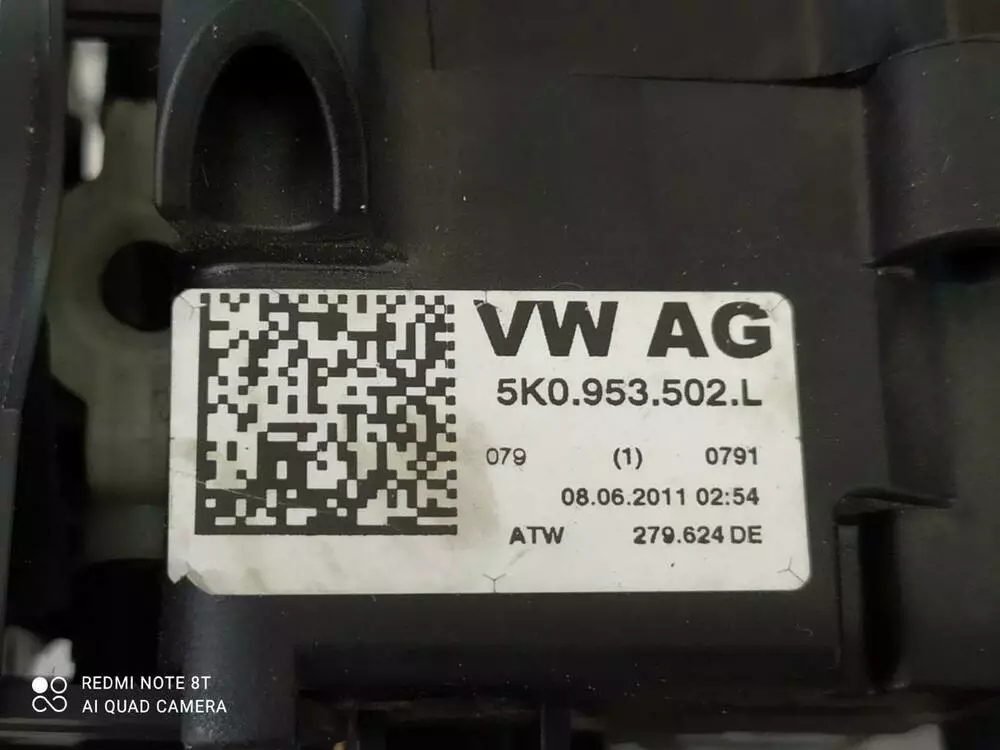 VW AG
5K0.953.502.L
079 (1) 0791
08.06.2011 02:54
ATW 279.624 DE
REDMI NOTE 8T
AI QUAD CAMERA